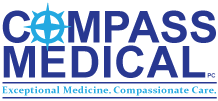 COMPASS
MEDICAL PC
Exceptional Medicine. Compassionate Care.